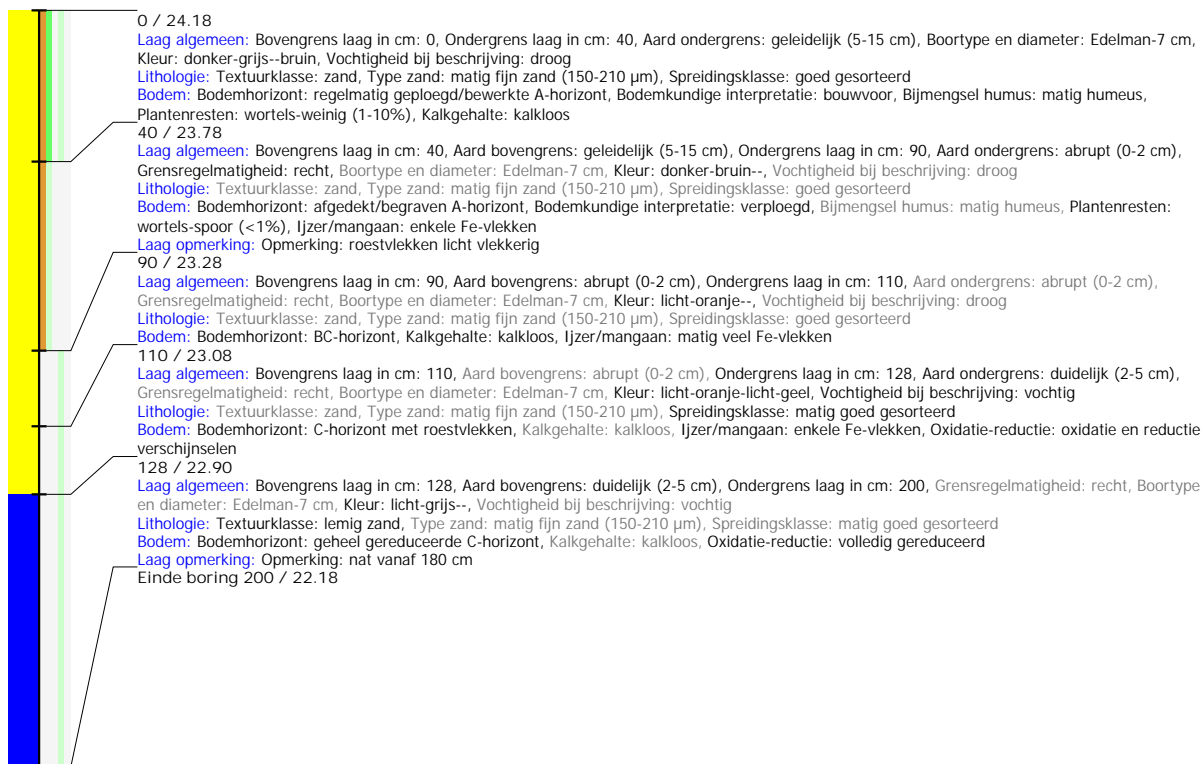 0 / 24.18
Laag algemeen: Bovengrens laag in cm: 0, Ondergrens laag in cm: 40, Aard ondergrens: geleidelijk (5-15 cm), Boortype en diameter: Edelman-7 cm,
Kleur: donker-grijs--bruin, Vochtigheid bij beschrijving: droog
Lithologie: Textuurklasse: zand, Type zand: matig fijn zand (150-210 µm), Spreidingsklasse: goed gesorteerd
Bodem: Bodemhorizont: regelmatig geploegd/bewerkte A-horizont, Bodemkundige interpretatie: bouwvoor, Bijmengsel humus: matig humeus,
Plantenresten: wortels-weinig (1-10%), Kalkgehalte: kalkloos
40 / 23.78
Laag algemeen: Bovengrens laag in cm: 40, Aard bovengrens: geleidelijk (5-15 cm), Ondergrens laag in cm: 90, Aard ondergrens: abrupt (0-2 cm),
Grensregelmatigheid: recht, Boortype en diameter: Edelman-7 cm, Kleur: donker-bruin--, Vochtigheid bij beschrijving: droog
Lithologie: Textuurklasse: zand, Type zand: matig fijn zand (150-210 µm), Spreidingsklasse: goed gesorteerd
Bodem: Bodemhorizont: afgedekt/begraven A-horizont, Bodemkundige interpretatie: verploegd, Bijmengsel humus: matig humeus, Plantenresten:
wortels-spoor (<1%), Ijzer/mangaan: enkele Fe-vlekken
Laag opmerking: Opmerking: roestvlekken licht vlekkerig
90 / 23.28
Laag algemeen: Bovengrens laag in cm: 90, Aard bovengrens: abrupt (0-2 cm), Ondergrens laag in cm: 110, Aard ondergrens: abrupt (0-2 cm),
Grensregelmatigheid: recht, Boortype en diameter: Edelman-7 cm, Kleur: licht-oranje--, Vochtigheid bij beschrijving: droog
Lithologie: Textuurklasse: zand, Type zand: matig fijn zand (150-210 µm), Spreidingsklasse: goed gesorteerd
Bodem: Bodemhorizont: BC-horizont, Kalkgehalte: kalkloos, Ijzer/mangaan: matig veel Fe-vlekken
110 / 23.08
Laag algemeen: Bovengrens laag in cm: 110, Aard bovengrens: abrupt (0-2 cm), Ondergrens laag in cm: 128, Aard ondergrens: duidelijk (2-5 cm),
Grensregelmatigheid: recht, Boortype en diameter: Edelman-7 cm, Kleur: licht-oranje-licht-geel, Vochtigheid bij beschrijving: vochtig
Lithologie: Textuurklasse: zand, Type zand: matig fijn zand (150-210 µm), Spreidingsklasse: matig goed gesorteerd
Bodem: Bodemhorizont: C-horizont met roestvlekken, Kalkgehalte: kalkloos, Ijzer/mangaan: enkele Fe-vlekken, Oxidatie-reductie: oxidatie en reductie
verschijnselen
128 / 22.90
Laag algemeen: Bovengrens laag in cm: 128, Aard bovengrens: duidelijk (2-5 cm), Ondergrens laag in cm: 200, Grensregelmatigheid: recht, Boortype
en diameter: Edelman-7 cm, Kleur: licht-grijs--, Vochtigheid bij beschrijving: vochtig
Lithologie: Textuurklasse: lemig zand, Type zand: matig fijn zand (150-210 µm), Spreidingsklasse: matig goed gesorteerd
Bodem: Bodemhorizont: geheel gereduceerde C-horizont, Kalkgehalte: kalkloos, Oxidatie-reductie: volledig gereduceerd
Laag opmerking: Opmerking: nat vanaf 180 cm
Einde boring 200 / 22.18